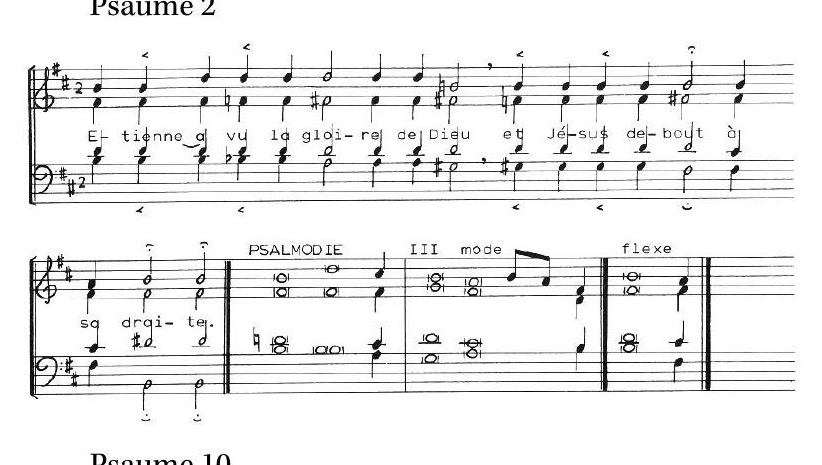 Psaume 2
E- tienne a vu la gloi- re de Dieu et Jé-sus de-bout à
PSALMODIE III mode flexe
sa droi- te.
Psaume 10